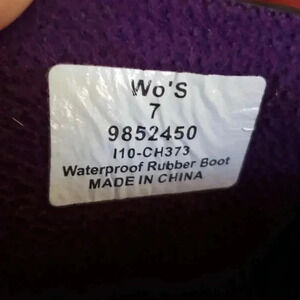 Wo'S
7
9852450
I10-CH373
Waterproof Rubber Boot
MADE IN CHINA